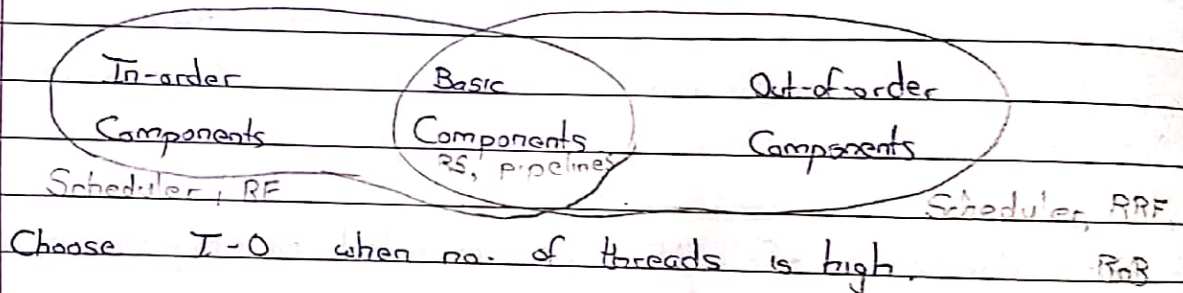 In-order Basic Out-of-order
Components Components Components
RS, pipelines
Scheduler, RF Scheduler, RRF
Choose I-O when no. of threads is high. RoB